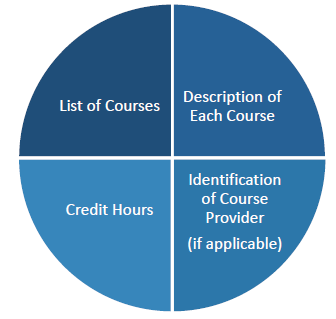 List of Courses
Description of
Each Course
Credit Hours
Identification
of Course
Provider
(if applicable)